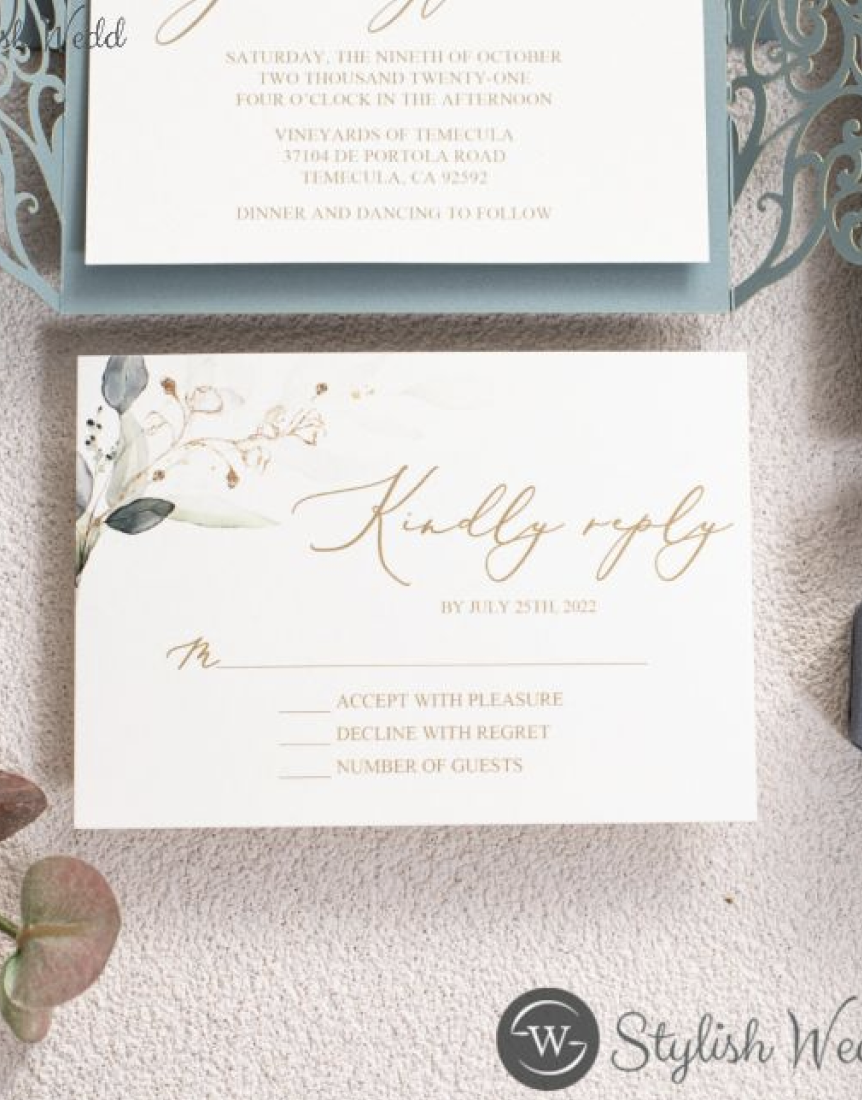 Wedd
SATURDAY, THE NINETH OF OCTOBER
TWO THOUSAND TWENTY-ONE
FOUR O'CLOCK IN THE AFTERNOON
VINEYARDS OF TEMECULA
37104 DE PORTOLA ROAD
TEMECULA, CA 92592
DINNER AND DANCING TO FOLLOW
Kindly reply
BY JULY 25TH, 2022
M
ACCEPT WITH PLEASURE
DECLINE WITH REGRET
NUMBER OF GUESTS
W
Stylish We